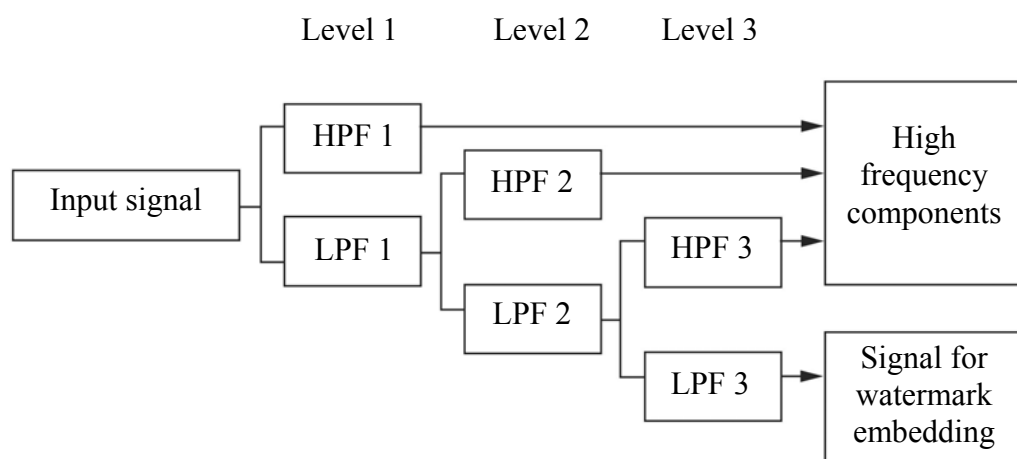 Level 1
Level 2
Level 3
HPF 1
High
frequency
components
HPF 2
Input signal
LPF 1
HPF 3
LPF 2
LPF 3
Signal for
watermark
embedding